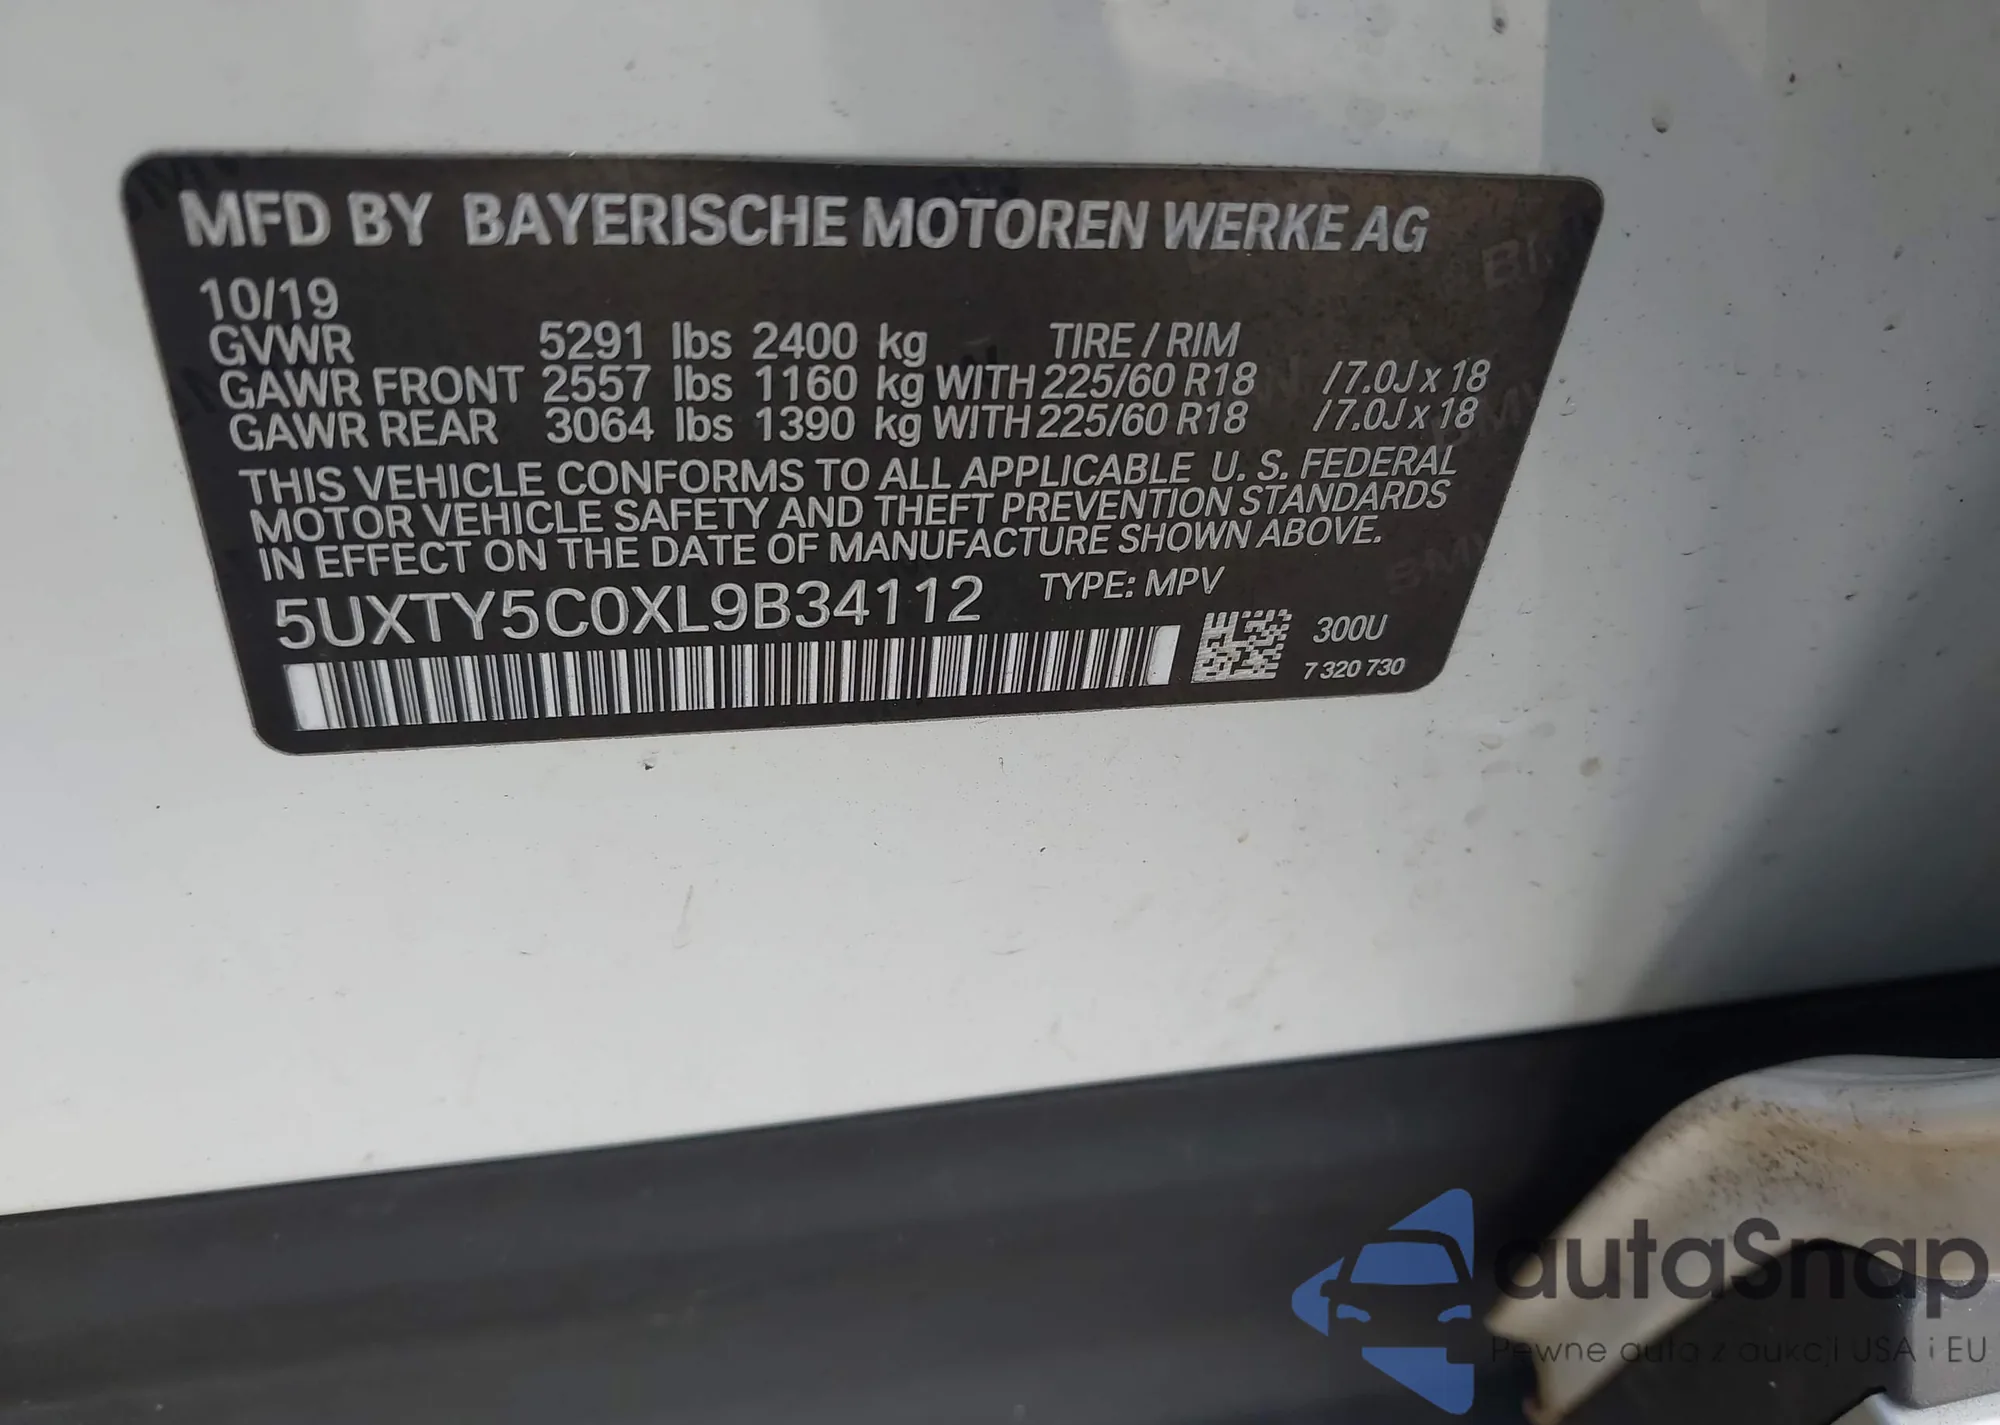 MFD BY BAYERISCHE MOTOREN WERKE AG
10/19
GVWR 5291 lbs 2400 kg TIRE / RIM
GAWR FRONT 2557 lbs 1160 kg WITH 225/60 R18 / 7.0J x 18
GAWR REAR 3064 lbs 1390 kg WITH 225/60 R18 / 7.0J x 18
THIS VEHICLE CONFORMS TO ALL APPLICABLE U. S. FEDERAL
MOTOR VEHICLE SAFETY AND THEFT PREVENTION STANDARDS
IN EFFECT ON THE DATE OF MANUFACTURE SHOWN ABOVE.
5UXTY5C0XL9B34112 TYPE: MPV
300U
7 320 730
autaSnap
Pewne auta z aukcji USA i EU